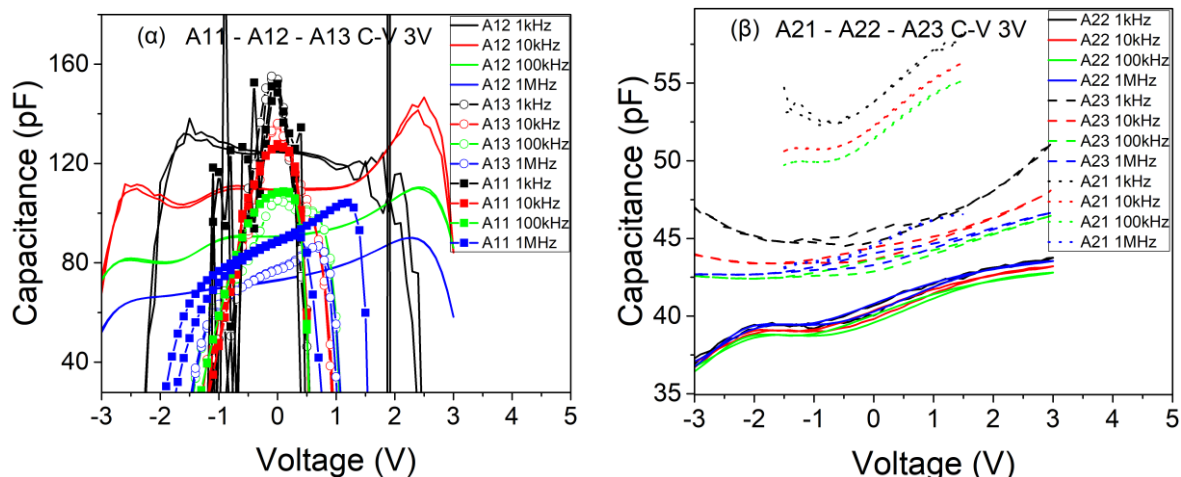 (α) A11 - A12 - A13 C-V 3V
A12 1kHz
A12 10kHz
A12 100kHz
A12 1MHz
A13 1kHz
A13 10kHz
A13 100kHz
A13 1MHz
A11 1kHz
A11 10kHz
A11 100kHz
A11 1MHz
Capacitance (pF)
160
120
80
40
-3 -2 -1 0 1 2 3 4 5
Voltage (V)
(β) A21 - A22 - A23 C-V 3V
A22 1kHz
A22 10kHz
A22 100kHz
A22 1MHz
A23 1kHz
A23 10kHz
A23 100kHz
A23 1MHz
A21 1kHz
A21 10kHz
A21 100kHz
A21 1MHz
Capacitance (pF)
55
50
45
40
35
-3 -2 -1 0 1 2 3 4 5
Voltage (V)